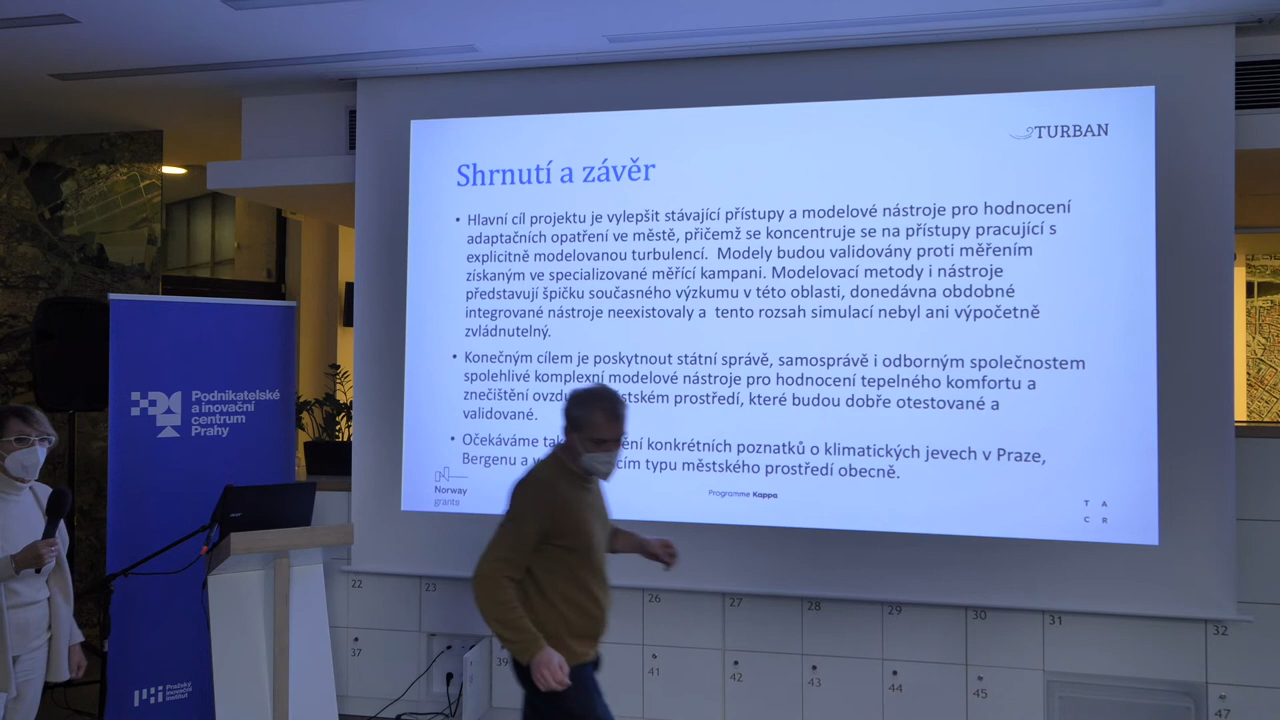 TURBAN
Shrnutí a závěr
• Hlavní cíl projektu je vylepšit stávající přístupy a modelové nástroje pro hodnocení
adaptačních opatření ve městě, přičemž se koncentruje se na přístupy pracující s
explicitně modelovanou turbulencí. Modely budou validovány proti měřením
získaným ve specializované měřící kampani. Modelovací metody i nástroje
představují špičku současného výzkumu v této oblasti, donedávna obdobné
integrované nástroje neexistovaly a tento rozsah simulací nebyl ani výpočetně
zvládnutelný.
• Konečným cílem je poskytnout státní správě, samosprávě i odborným společnostem
spolehlivé komplexní modelové nástroje pro hodnocení tepelného komfortu a
znečištění prostředí, které budou dobře otestované a
validované.
• Očekáváme konkrétních poznatků o klimatických jevech v Praze,
Bergenu a typu městského prostředí obecně.
Norway
grants
Programme Kappa
T A
C R
Podnikatelské
a inovační
centrum
Prahy
Pražský
inovační
institut
22
23
26
27
28
29
30
31
32
37
39
41
42
43
44
45
47